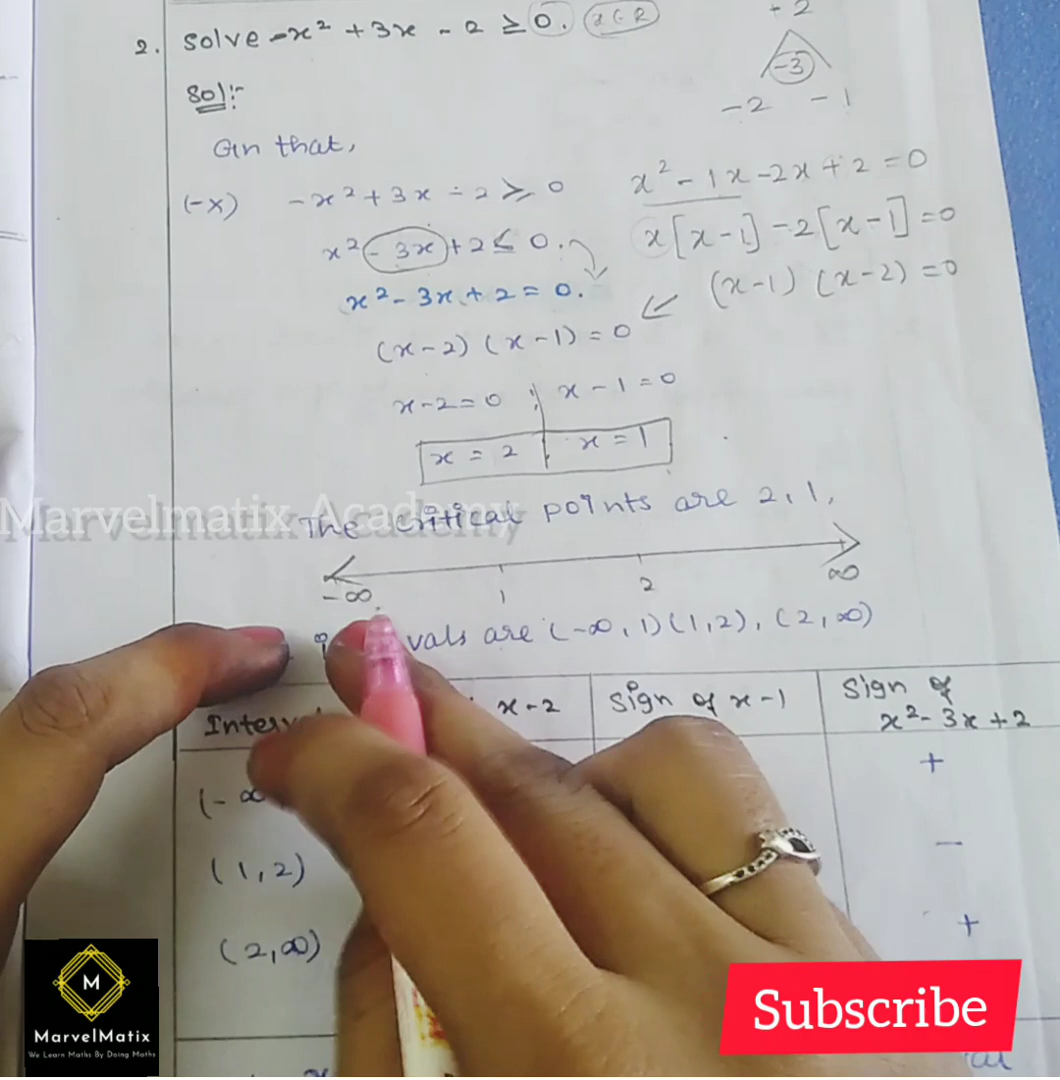 2. Solve -x² + 3x - 2 ≥ 0. x ∈ R
+ 2
-3
-2 -1
Sol:-
Gn that,
(-x) -x² + 3x - 2 ≥ 0
x² - 3x + 2 ≤ 0.
x² - 3x + 2 = 0.
(x-2) (x-1) = 0
x² - 1x - 2x + 2 = 0
x[x-1] - 2[x-1] = 0
(x-1) (x-2) = 0
x-2=0 ; x-1=0
x = 2 x = 1
The critical points are 2, 1,
Marvelmatix Academy
-∞ 1 2 ∞
vals are (-∞, 1) (1,2), (2,∞)
x-2 Sign of x-1 Sign of
x² - 3x + 2
+
(1,2) -
(2,∞) +
M
MarvelMatix
We Learn Maths By Doing Maths
Subscribe